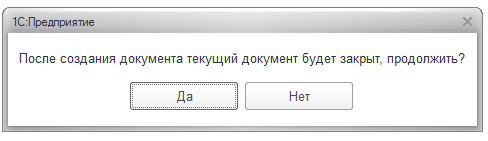 1С:Предприятие
После создания документа текущий документ будет закрыт, продолжить?
Да
Нет